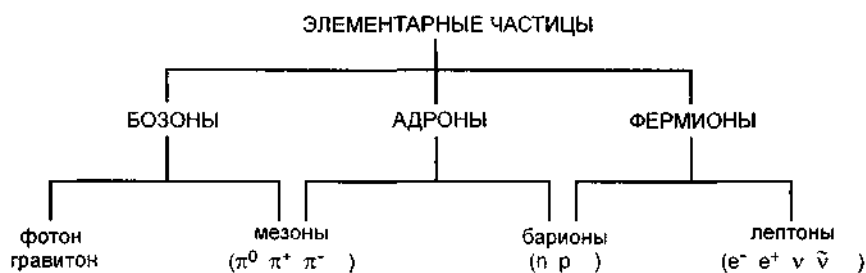 ЭЛЕМЕНТАРНЫЕ ЧАСТИЦЫ
БОЗОНЫ АДРОНЫ ФЕРМИОНЫ
фотон мезоны барионы лептоны
гравитон (π⁰ π⁺ π⁻ ) (n p ) (e⁻ e⁺ ν ν̃ )